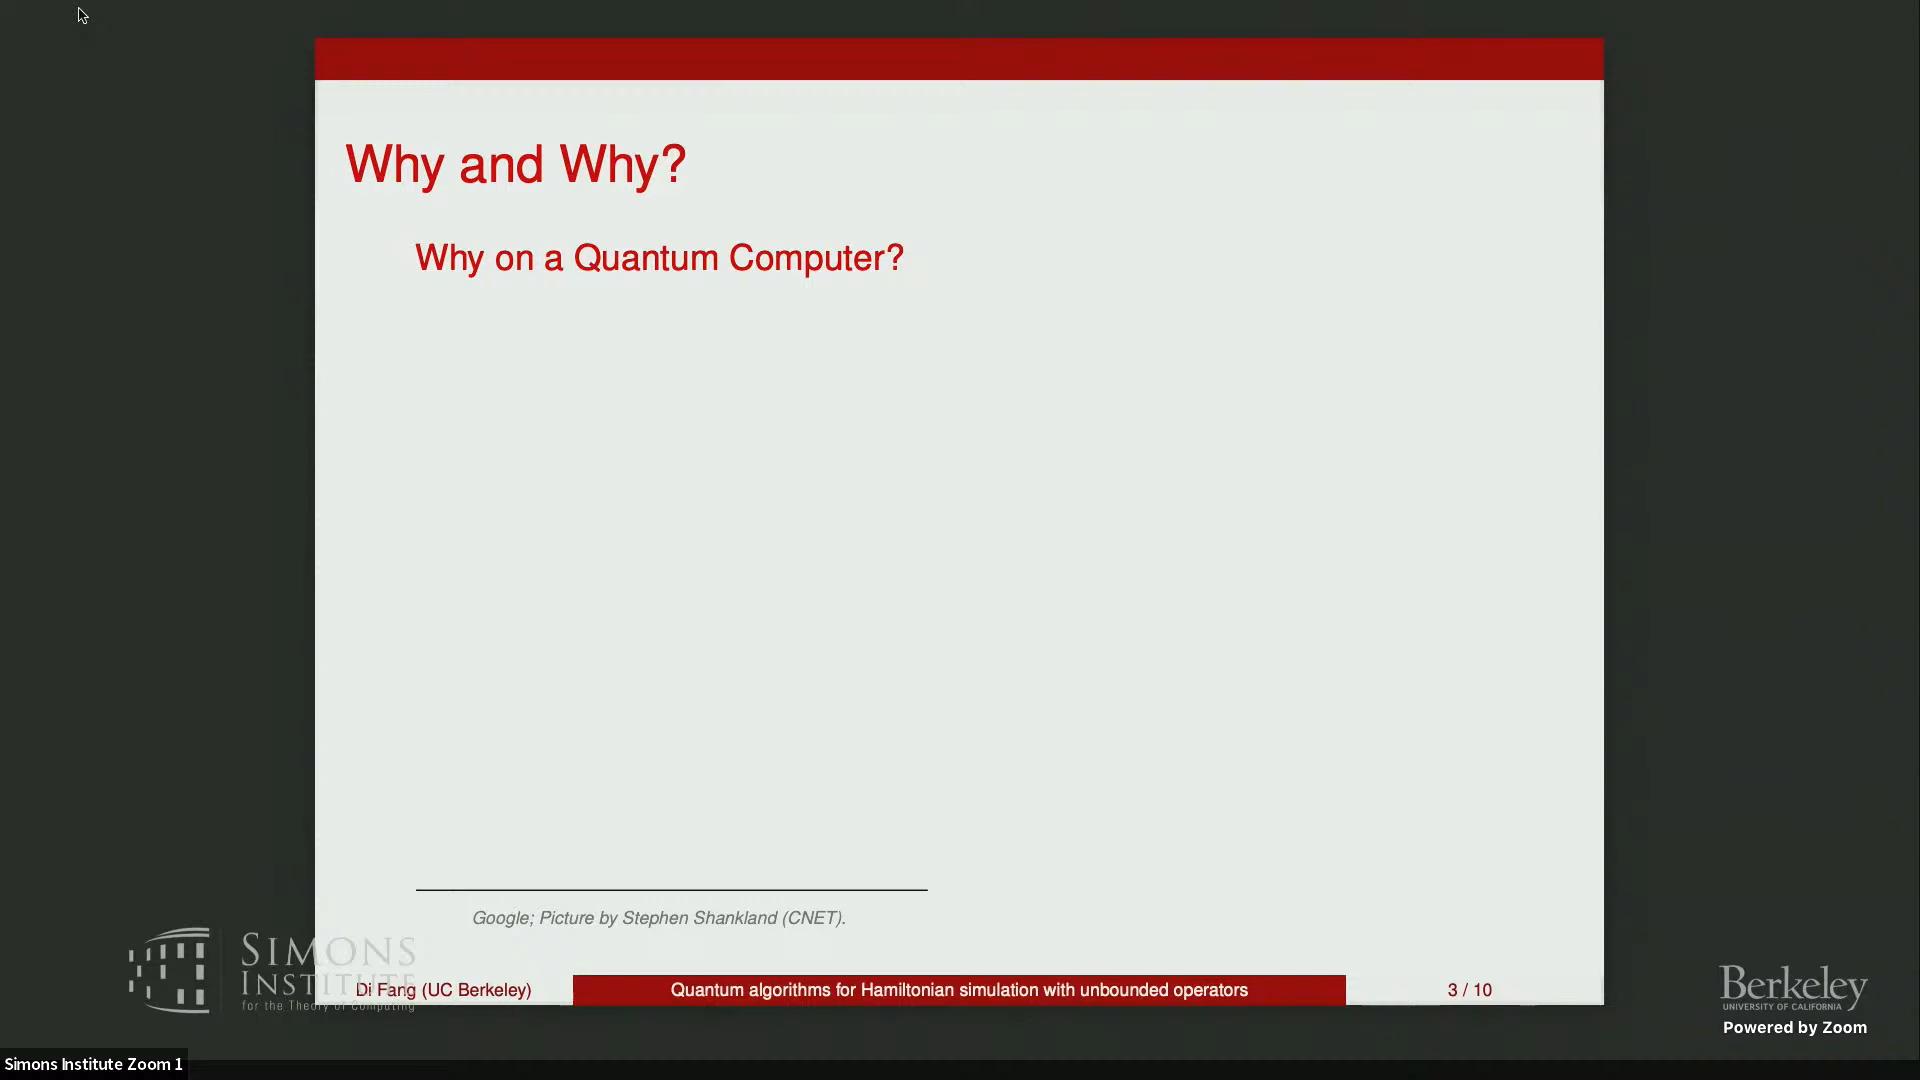 Why and Why?
Why on a Quantum Computer?
Google; Picture by Stephen Shankland (CNET).
SIMONS
INSTITUTE
for the Theory of Computing
Di Fang (UC Berkeley)
Quantum algorithms for Hamiltonian simulation with unbounded operators
3 / 10
Berkeley
UNIVERSITY OF CALIFORNIA
Powered by Zoom
Simons Institute Zoom 1